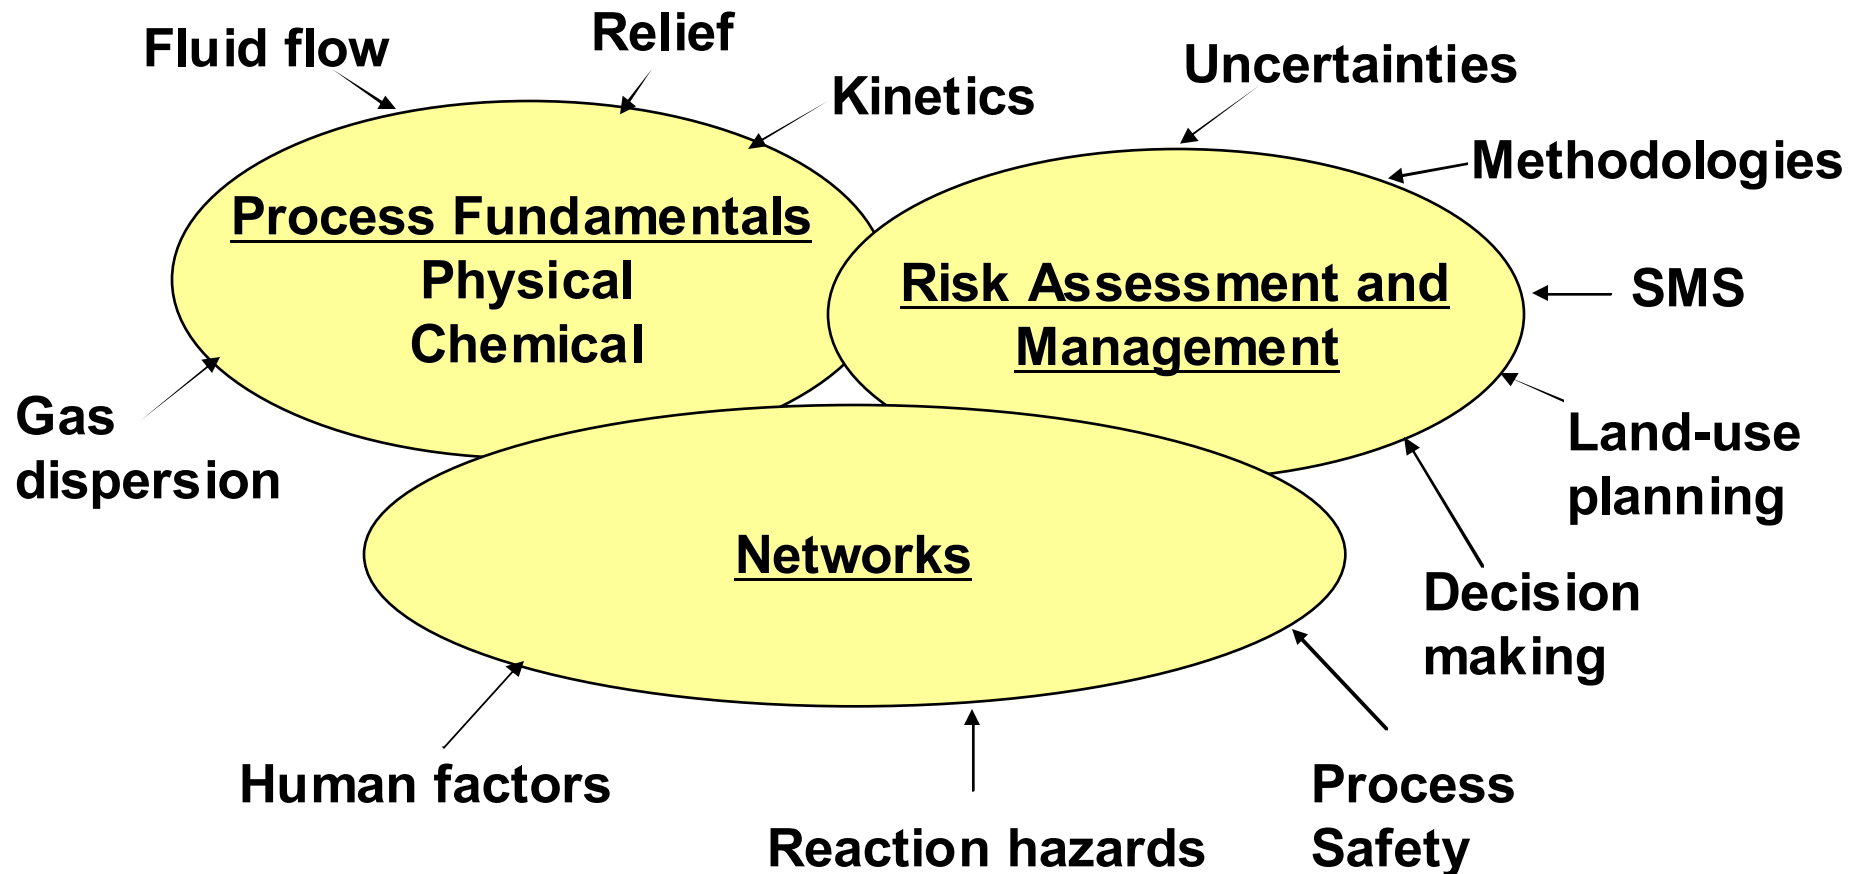 Fluid flow
Relief
Kinetics
Uncertainties
Methodologies
Process Fundamentals
Physical
Chemical
Risk Assessment and
Management
SMS
Gas
dispersion
Land-use
planning
Networks
Decision
making
Human factors
Reaction hazards
Process
Safety